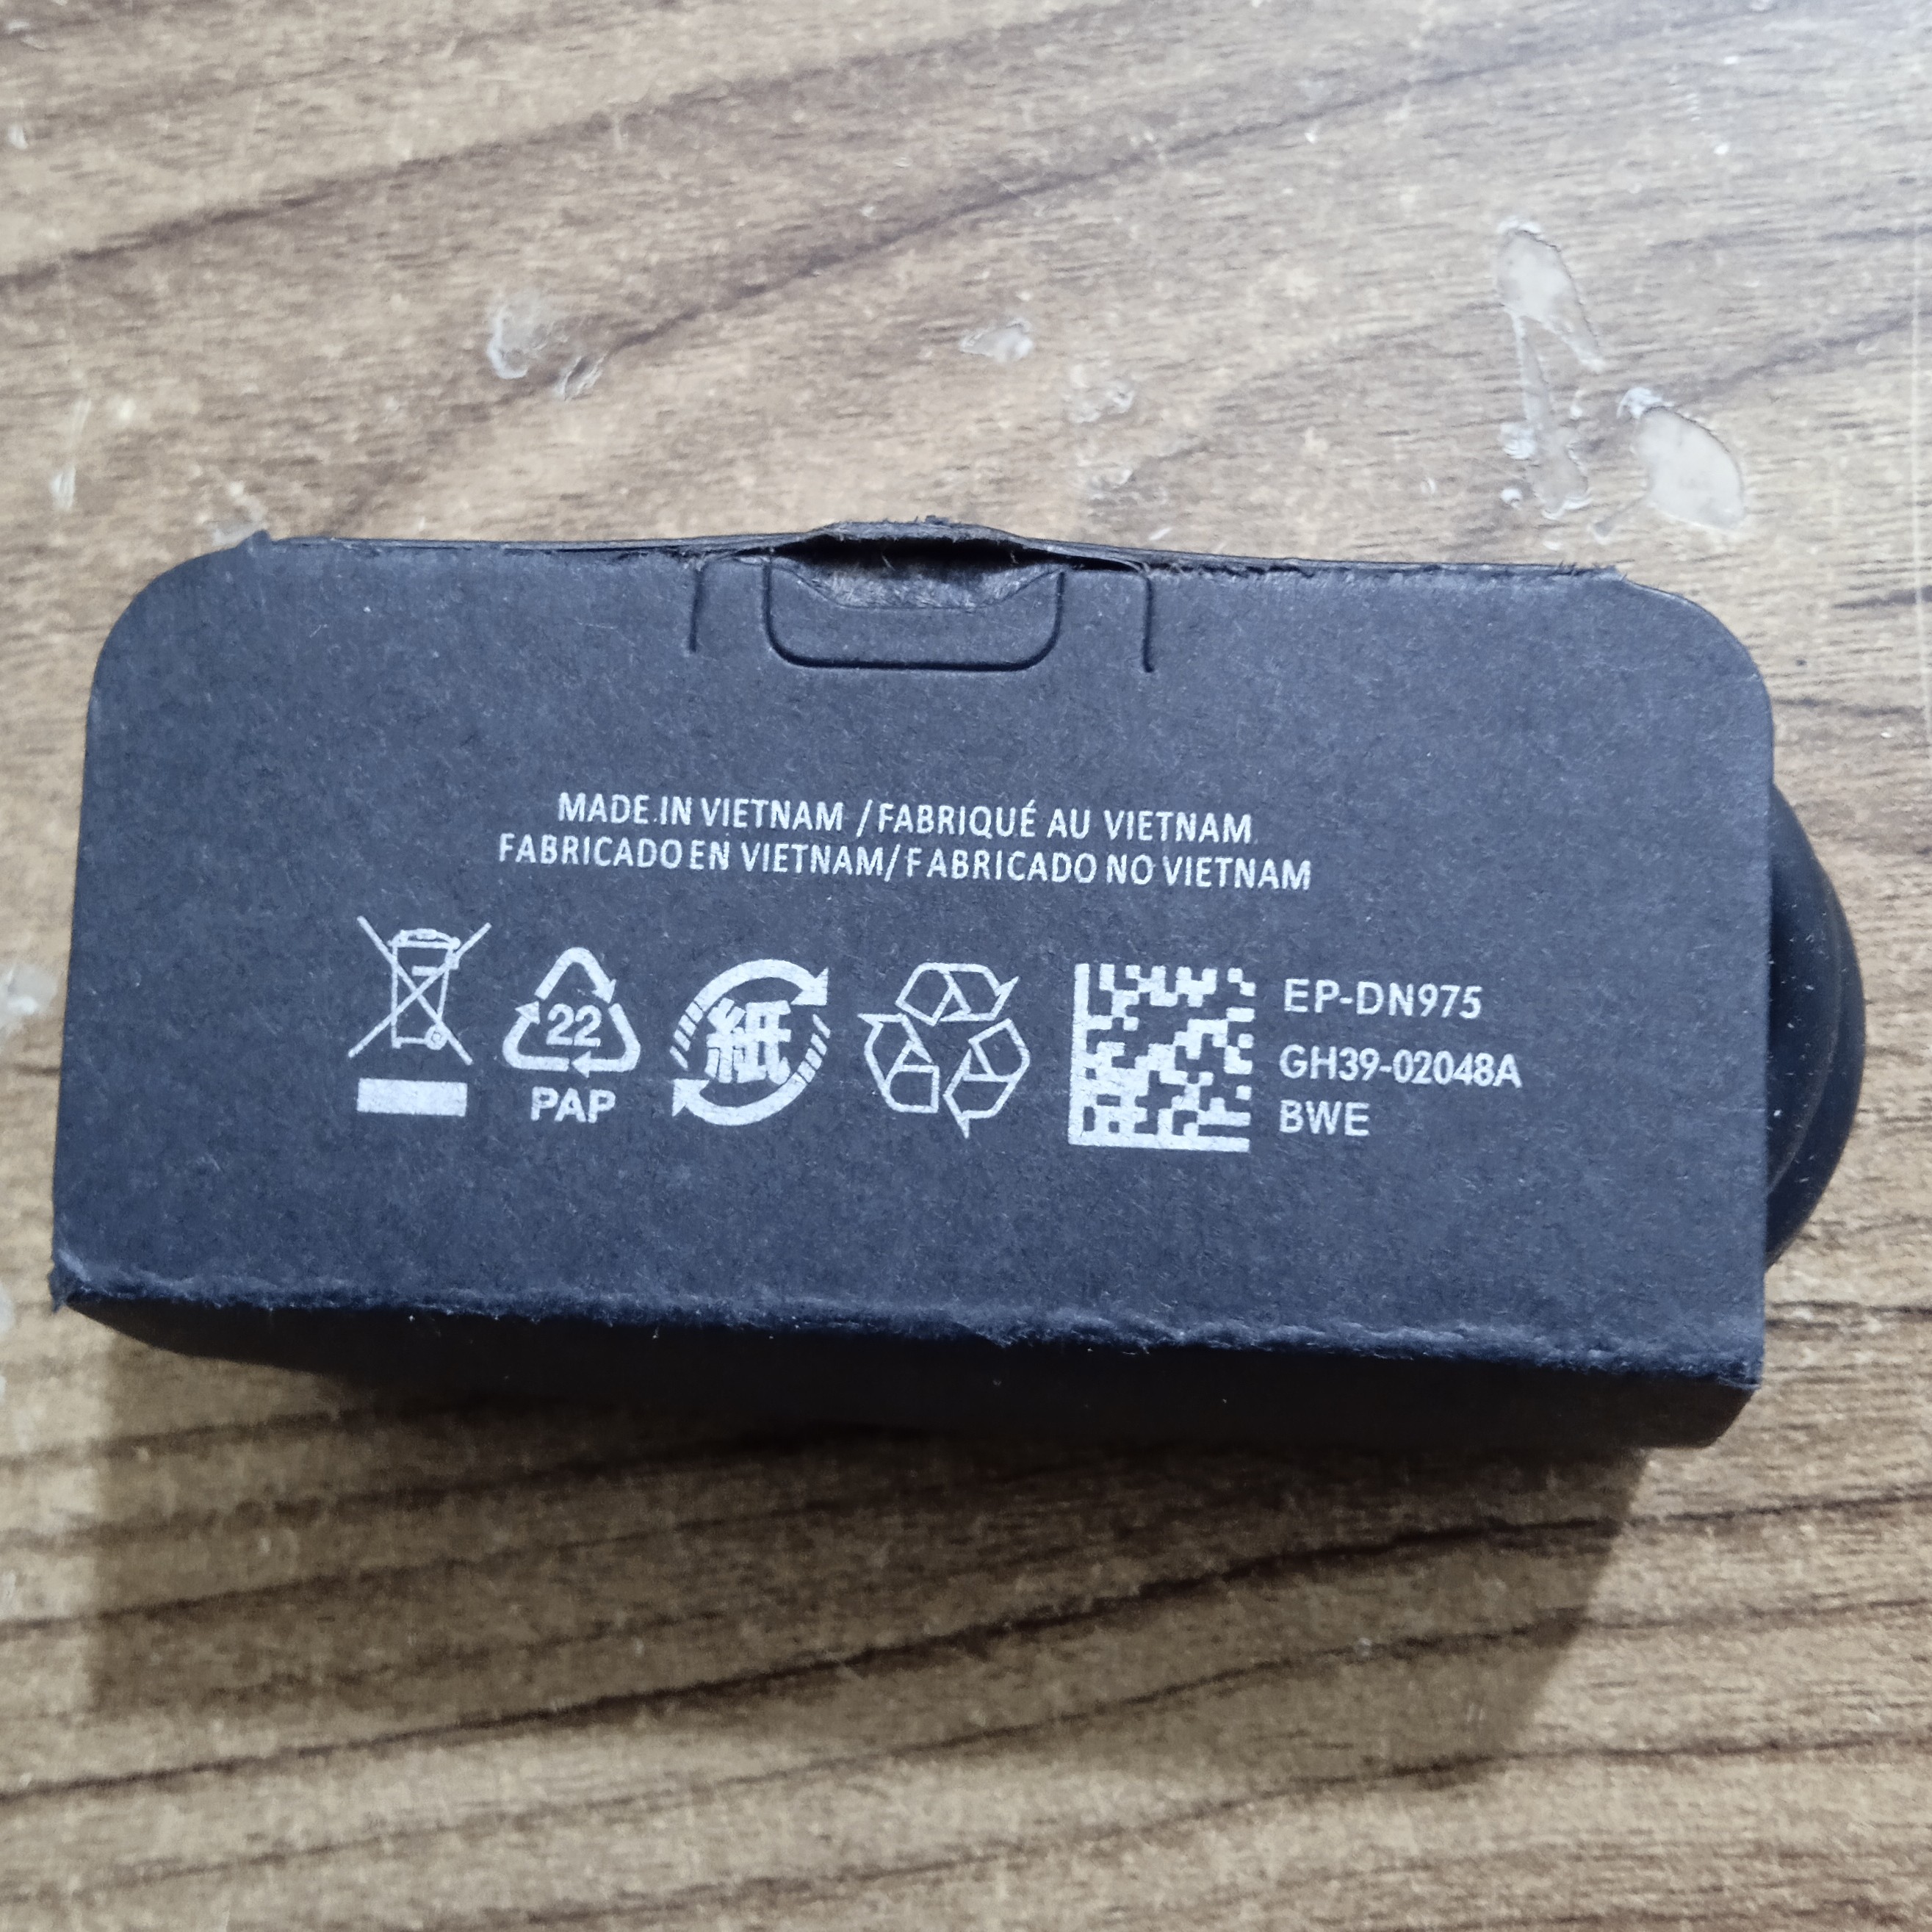 MADE IN VIETNAM / FABRIQUÉ AU VIETNAM
FABRICADO EN VIETNAM / FABRICADO NO VIETNAM
22
PAP
紙
EP-DN975
GH39-02048A
BWE